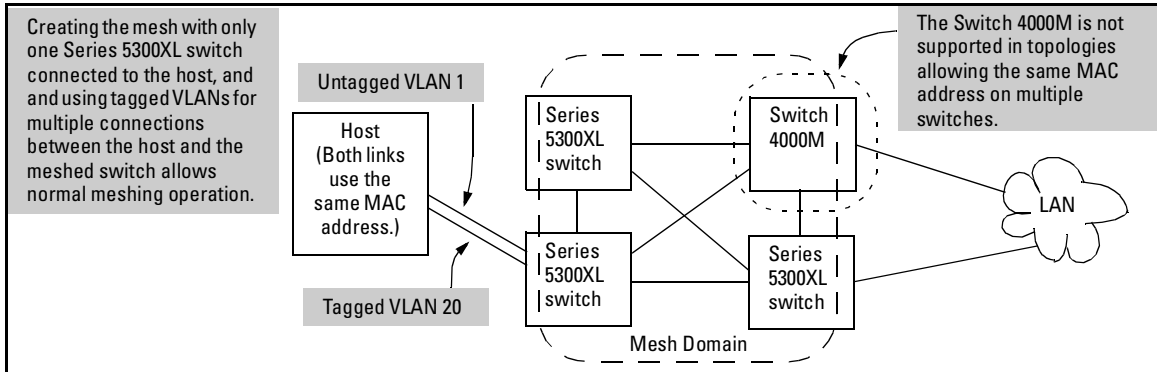 Creating the mesh with only
one Series 5300XL switch
connected to the host, and
and using tagged VLANs for
multiple connections
between the host and the
meshed switch allows
normal meshing operation.
Untagged VLAN 1
Host
(Both links
use the
same MAC
address.)
Tagged VLAN 20
Series
5300XL
switch
Switch
4000M
Series
5300XL
switch
Series
5300XL
switch
Mesh Domain
The Switch 4000M is not
supported in topologies
allowing the same MAC
address on multiple
switches.
LAN